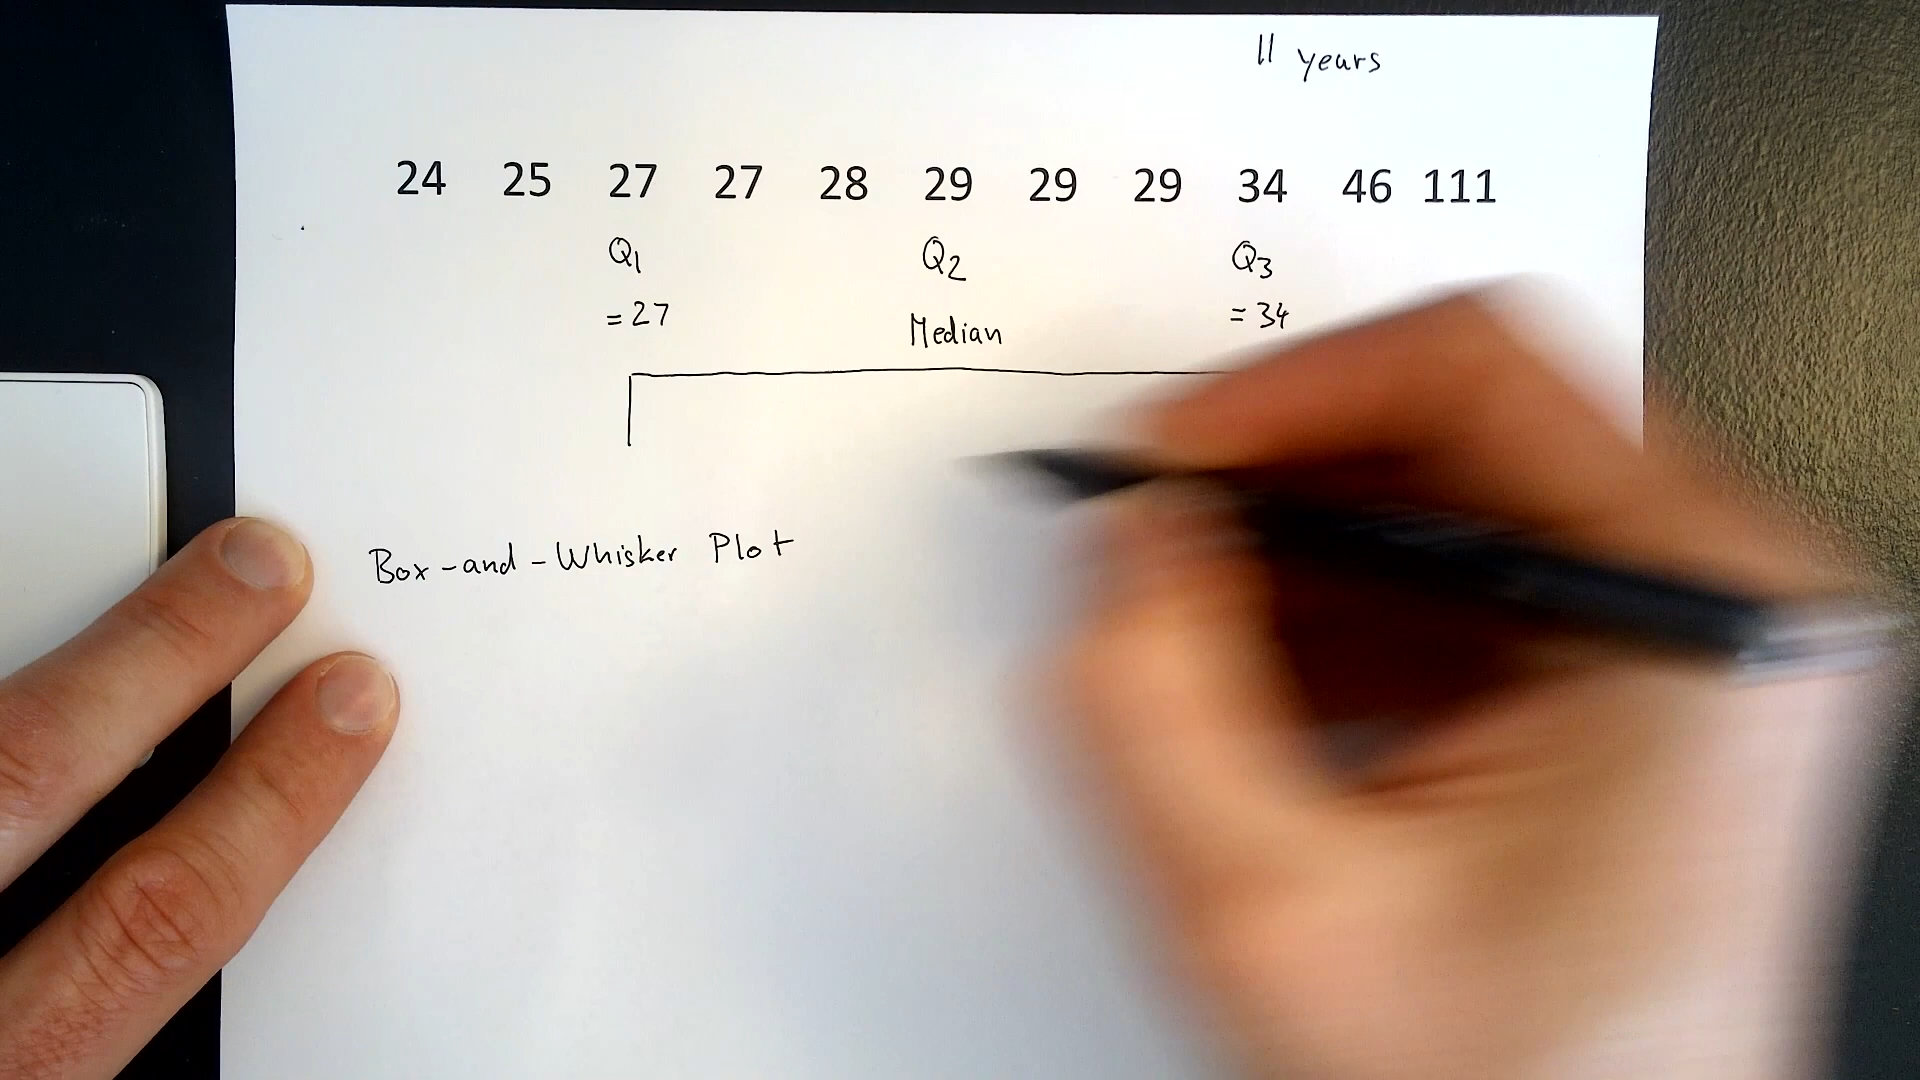 11 years
24 25 27 27 28 29 29 29 34 46 111
Q1 Q2 Q3
=27 Median = 34
Box-and-Whisker Plot